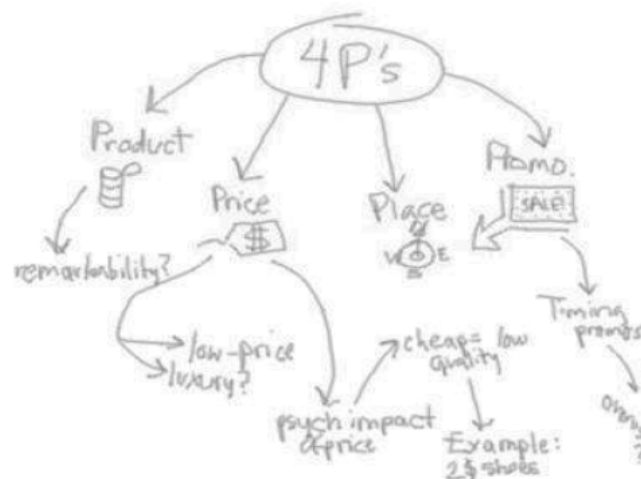 4P's
Product
Price
Place
Promo.
$
SALE!
W E
S
remarkability?
low-price
luxury?
psych impact
of price
cheap = low
quality
Example:
2$ shoes
Timing
promos